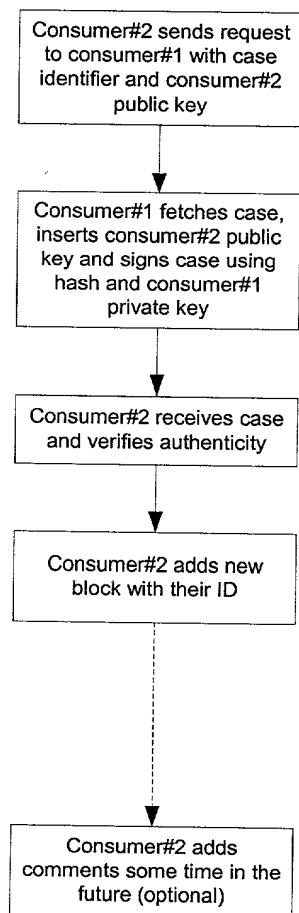 Consumer#2 sends request
to consumer#1 with case
identifier and consumer#2
public key
Consumer#1 fetches case,
inserts consumer#2 public
key and signs case using
hash and consumer#1
private key
Consumer#2 receives case
and verifies authenticity
Consumer#2 adds new
block with their ID
Consumer#2 adds
comments some time in the
future (optional)